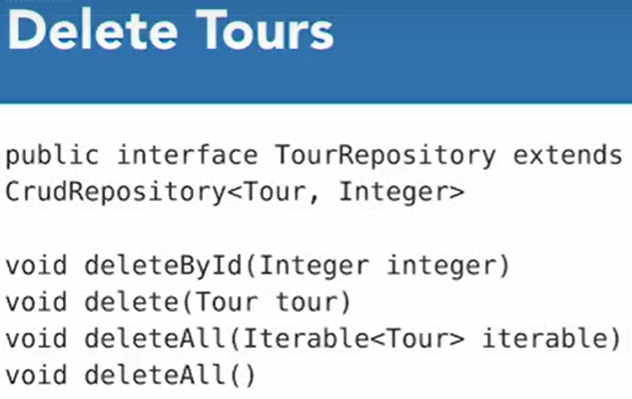 Delete Tours
public interface TourRepository extends
CrudRepository<Tour, Integer>
void deleteById(Integer integer)
void delete(Tour tour)
void deleteAll(Iterable<Tour> iterable)
void deleteAll()